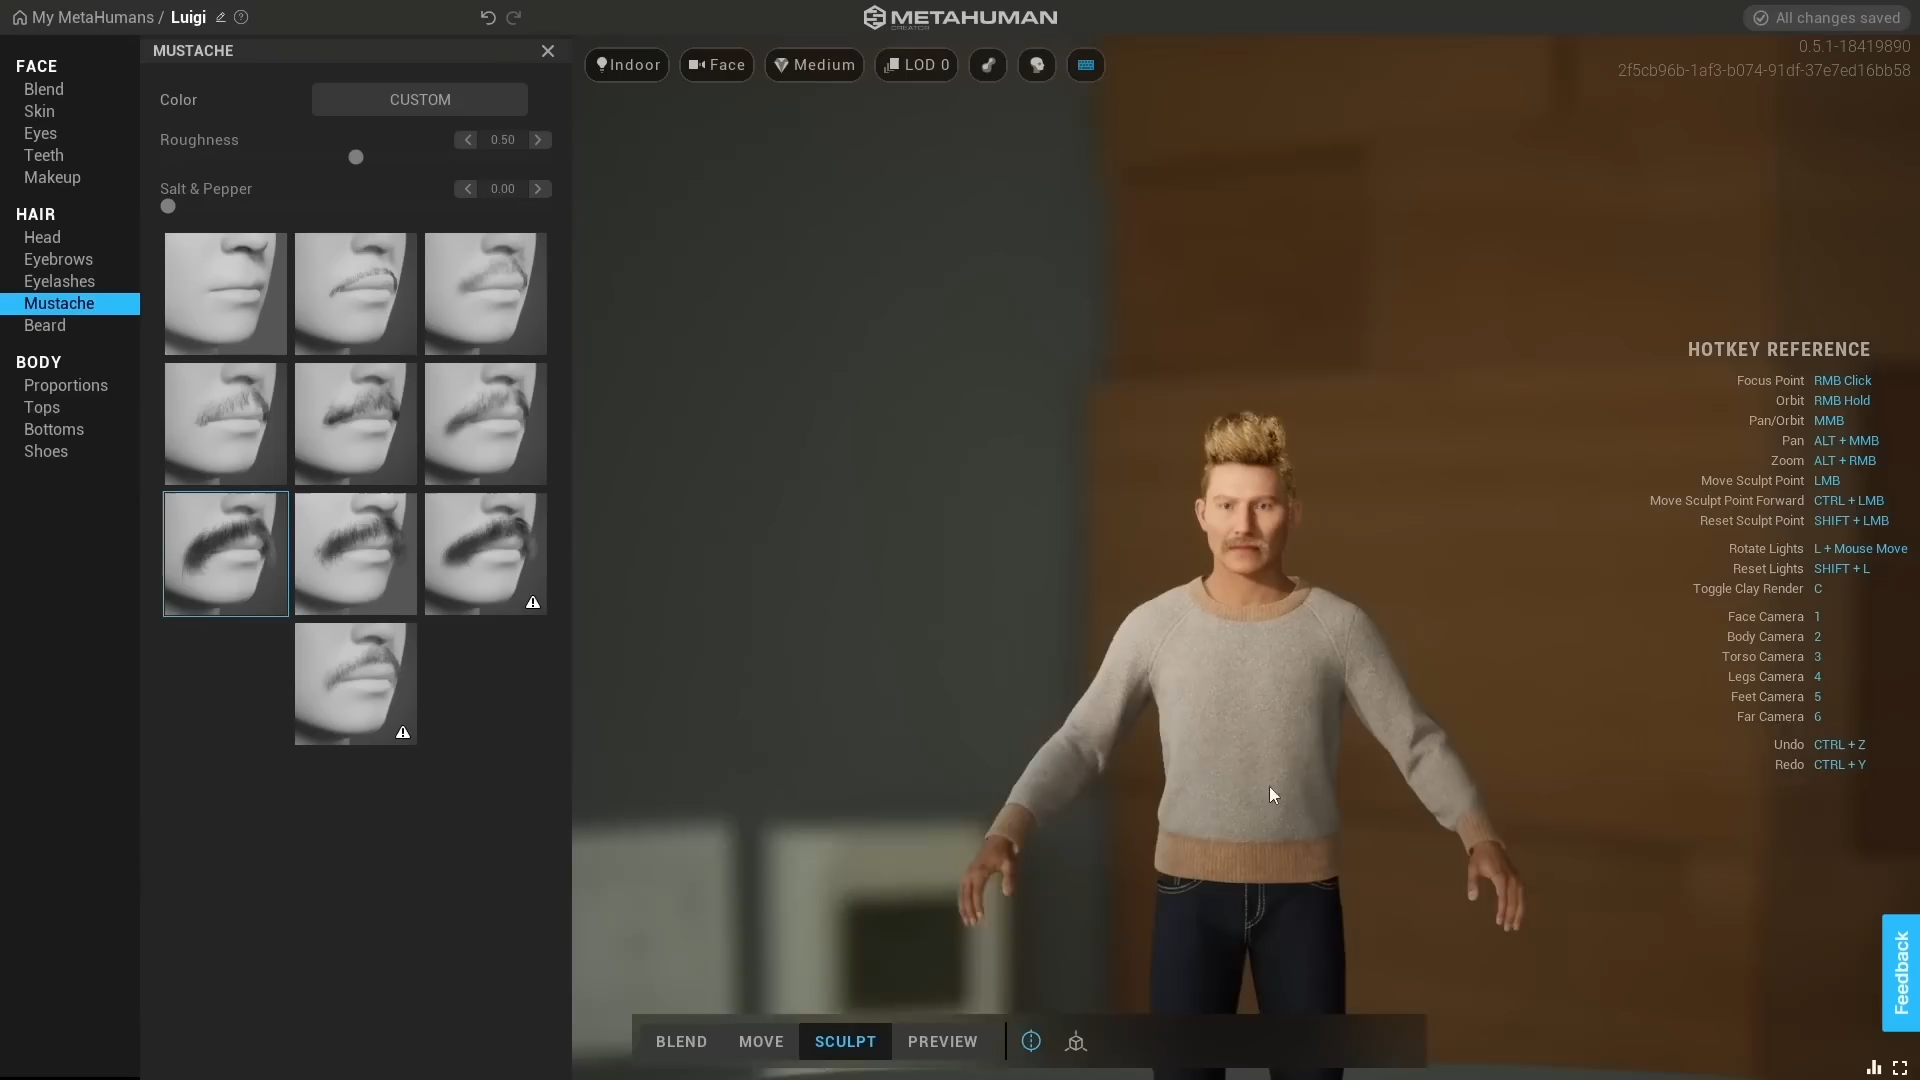 My MetaHumans / Luigi
METAHUMAN
CREATOR
All changes saved
0.5.1-18419890
2f5cb96b-1af3-b074-91df-37e7ed16bb58
FACE
Blend
Skin
Eyes
Teeth
Makeup
HAIR
Head
Eyebrows
Eyelashes
Mustache
Beard
BODY
Proportions
Tops
Bottoms
Shoes
MUSTACHE
Color
CUSTOM
Roughness
0.50
Salt & Pepper
0.00
Indoor
Face
Medium
LOD 0
HOTKEY REFERENCE
Focus Point RMB Click
Orbit RMB Hold
Pan/Orbit MMB
Pan ALT + MMB
Zoom ALT + RMB
Move Sculpt Point LMB
Move Sculpt Point Forward CTRL + LMB
Reset Sculpt Point SHIFT + LMB
Rotate Lights L + Mouse Move
Reset Lights SHIFT + L
Toggle Clay Render C
Face Camera 1
Body Camera 2
Torso Camera 3
Legs Camera 4
Feet Camera 5
Far Camera 6
Undo CTRL + Z
Redo CTRL + Y
Feedback
BLEND
MOVE
SCULPT
PREVIEW